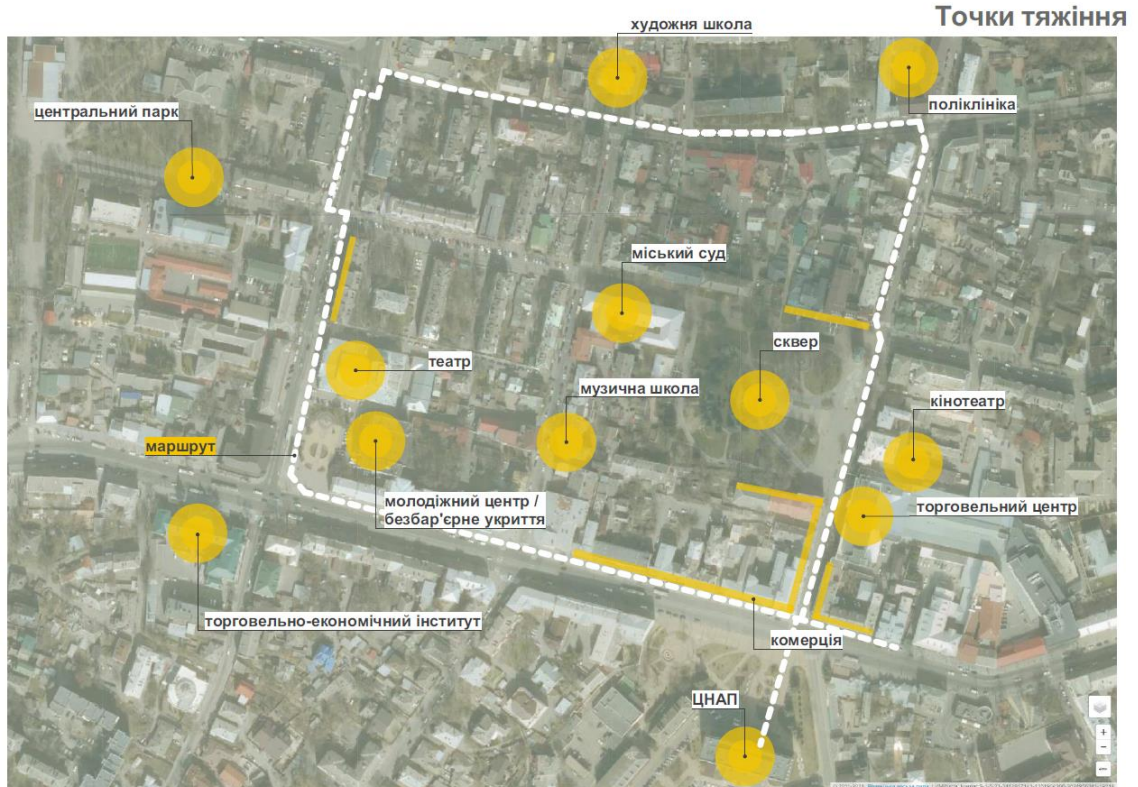 Точки тяжіння
художня школа
поліклініка
центральний парк
міський суд
сквер
театр
музична школа
кінотеатр
маршрут
молодіжний центр /
безбар'єрне укриття
торговельний центр
торговельно-економічний інститут
комерція
ЦНАП